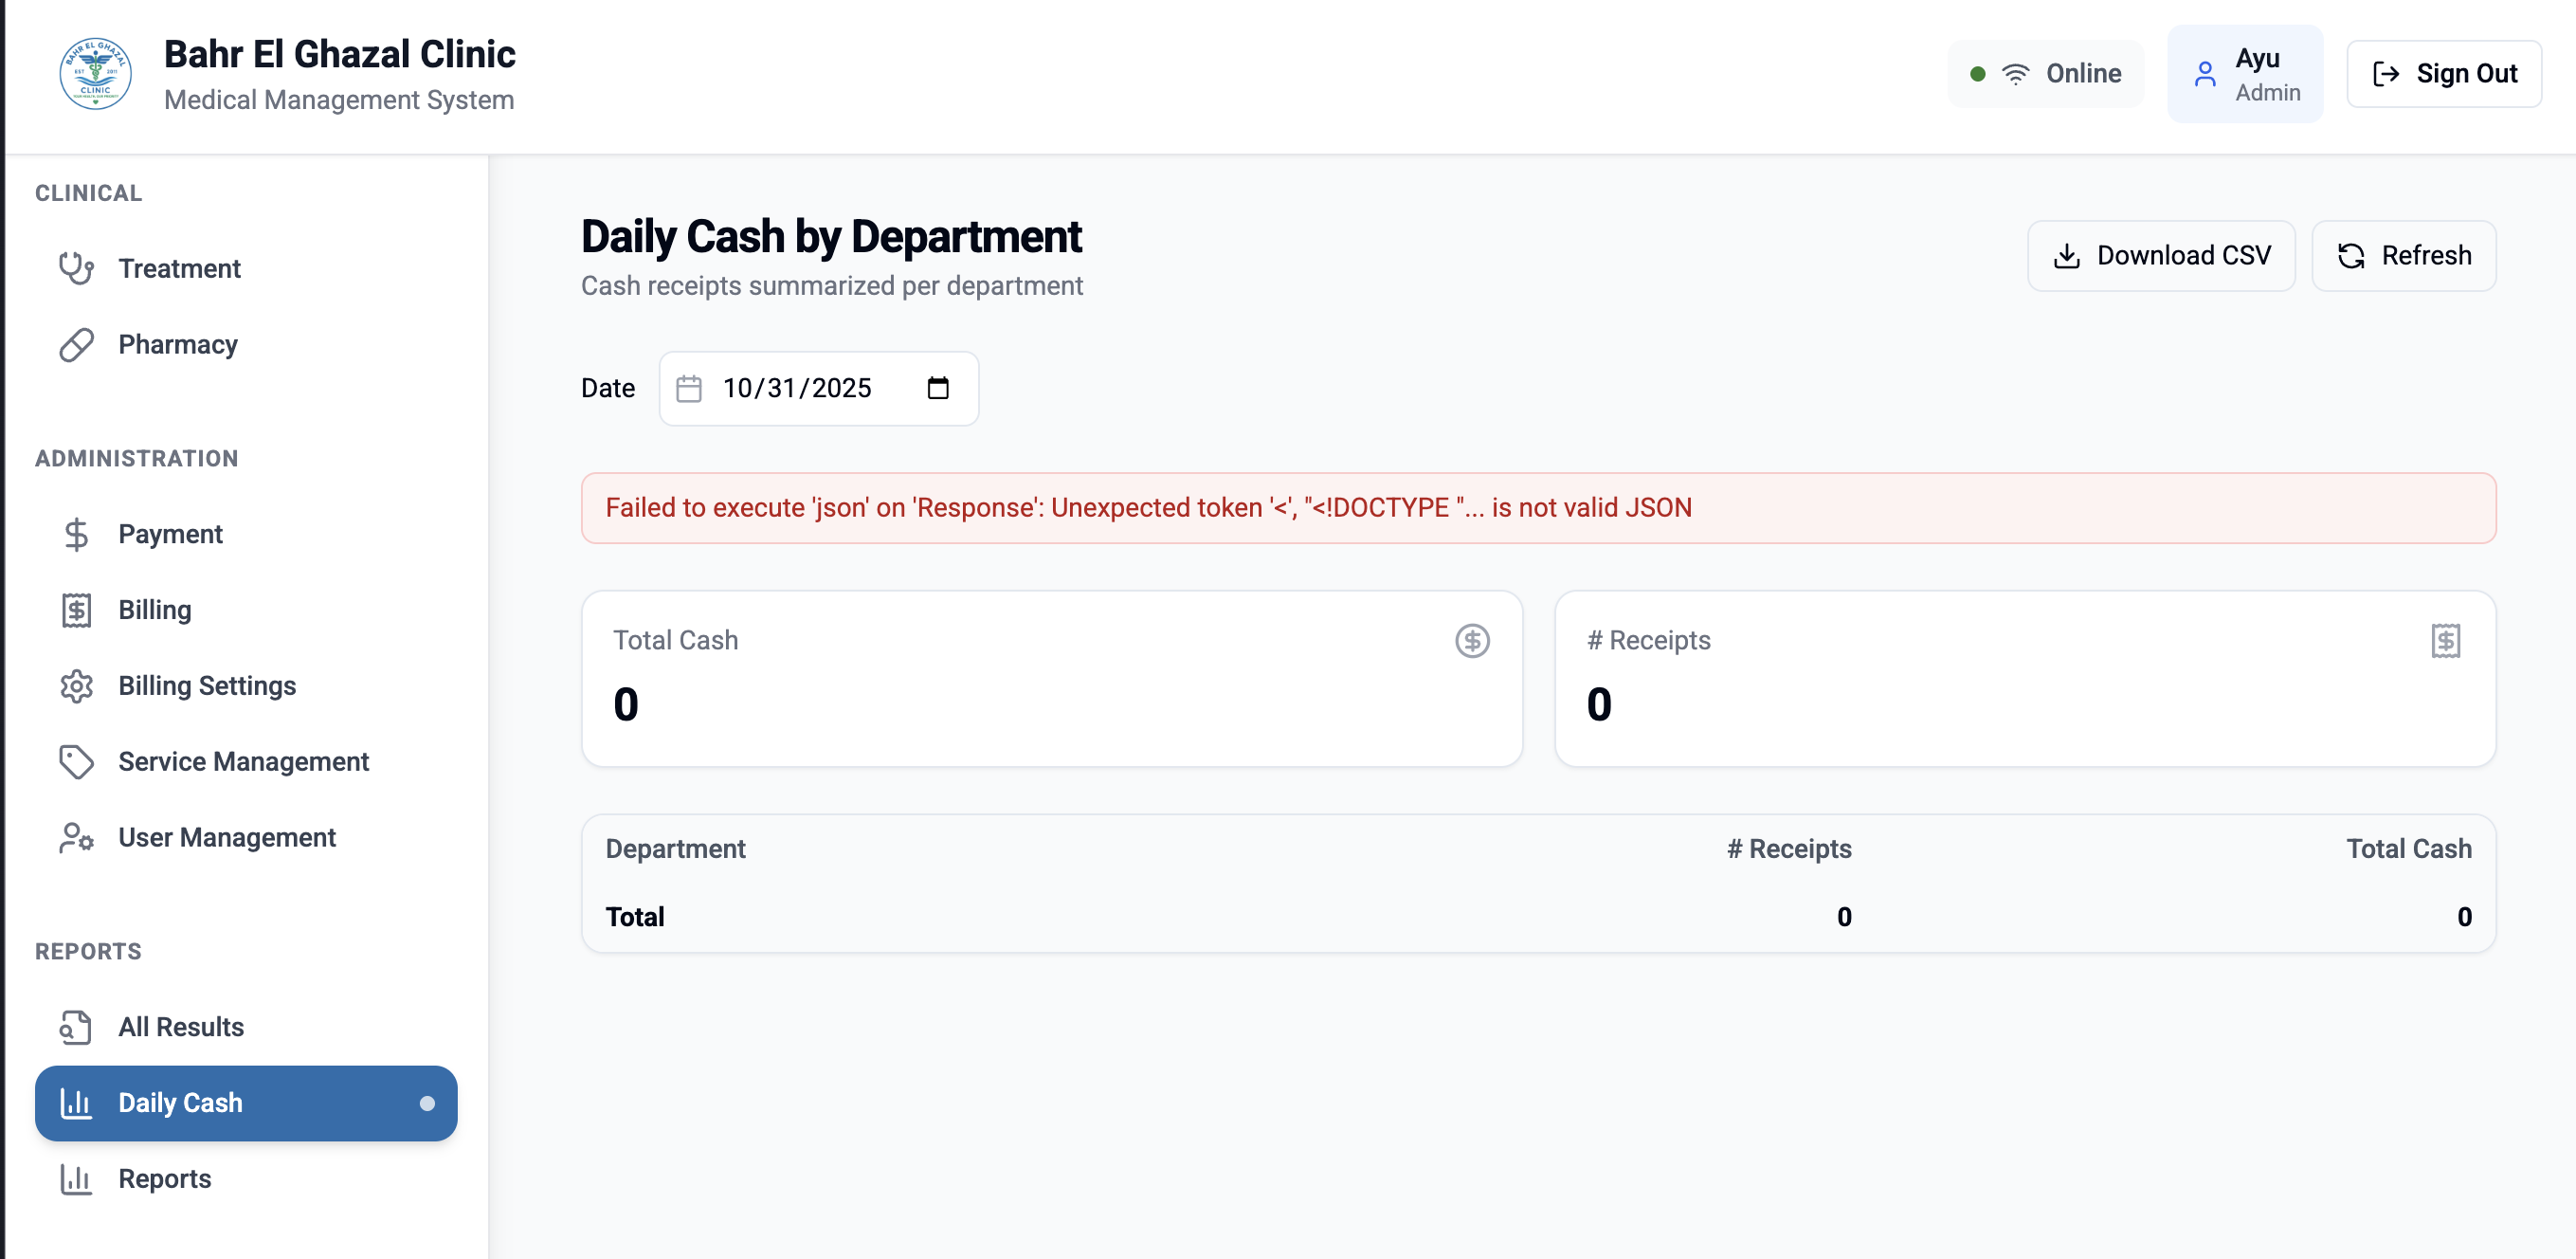 BAHR EL GHAZAL
EST 2011
CLINIC
Bahr El Ghazal Clinic
Medical Management System
Online
Ayu
Admin
Sign Out
CLINICAL
Treatment
Pharmacy
ADMINISTRATION
Payment
Billing
Billing Settings
Service Management
User Management
REPORTS
All Results
Daily Cash
Reports
Daily Cash by Department
Cash receipts summarized per department
Download CSV
Refresh
Date 10/31/2025
Failed to execute 'json' on 'Response': Unexpected token '<', "<!DOCTYPE "... is not valid JSON
Total Cash
0
# Receipts
0
Department # Receipts Total Cash
Total 0 0